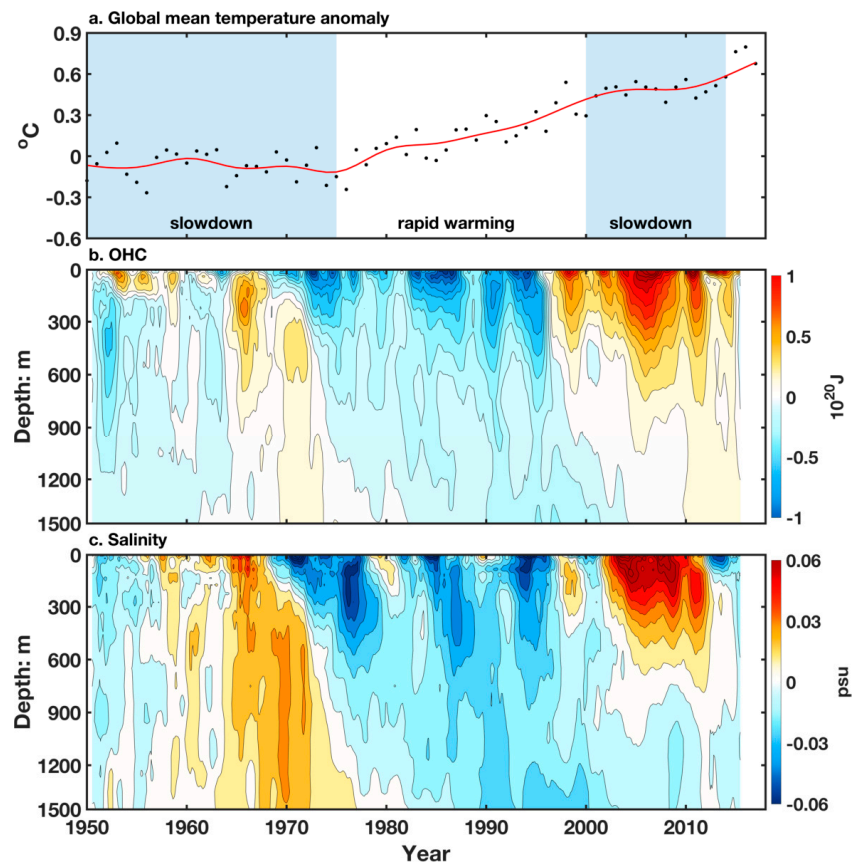 a. Global mean temperature anomaly
0.9
0.6
0.3
0
-0.3
-0.6
°C
slowdown
rapid warming
slowdown
b. OHC
0
300
600
900
1200
1500
Depth: m
1
0.5
0
-0.5
-1
10²⁰J
c. Salinity
0
300
600
900
1200
1500
Depth: m
0.06
0.03
0
-0.03
-0.06
psu
1950 1960 1970 1980 1990 2000 2010
Year